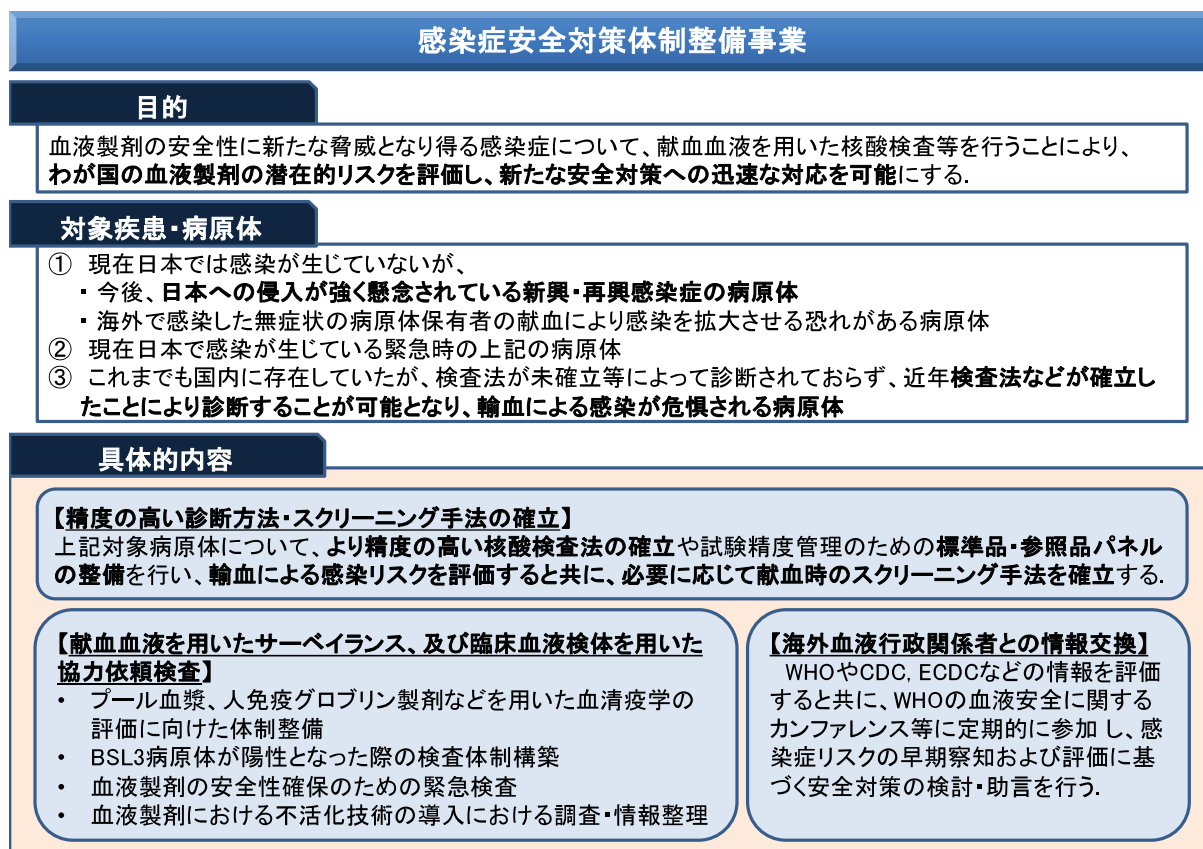 感染症安全対策体制整備事業
目的
血液製剤の安全性に新たな脅威となり得る感染症について、献血血液を用いた核酸検査等を行うことにより、
わが国の血液製剤の潜在的リスクを評価し、新たな安全対策への迅速な対応を可能にする.
対象疾患・病原体
① 現在日本では感染が生じていないが、
・今後、日本への侵入が強く懸念されている新興・再興感染症の病原体
・海外で感染した無症状の病原体保有者の献血により感染を拡大させる恐れがある病原体
② 現在日本で感染が生じている緊急時の上記の病原体
③ これまでも国内に存在していたが、検査法が未確立等によって診断されておらず、近年検査法などが確立し
たことにより診断することが可能となり、輸血による感染が危惧される病原体
具体的内容
【精度の高い診断方法・スクリーニング手法の確立】
上記対象病原体について、より精度の高い核酸検査法の確立や試験精度管理のための標準品・参照品パネル
の整備を行い、輸血による感染リスクを評価すると共に、必要に応じて献血時のスクリーニング手法を確立する.
【献血血液を用いたサーベイランス、及び臨床血液検体を用いた
協力依頼検査】
• プール血漿、人免疫グロブリン製剤などを用いた血清疫学の
評価に向けた体制整備
• BSL3病原体が陽性となった際の検査体制構築
• 血液製剤の安全性確保のための緊急検査
• 血液製剤における不活化技術の導入における調査・情報整理
【海外血液行政関係者との情報交換】
WHOやCDC, ECDCなどの情報を評価
すると共に、WHOの血液安全に関する
カンファレンス等に定期的に参加 し、感
染症リスクの早期察知および評価に基
づく安全対策の検討・助言を行う.